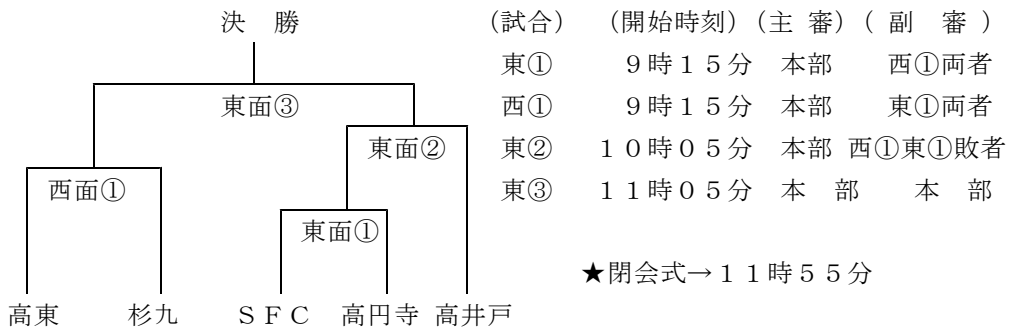 決　勝　(試合)　(開始時刻)(主 審)(副　審)
東①　９時１５分　本部　西①両者
東面③　西①　９時１５分　本部　東①両者
東面②　東②　１０時０５分　本部　西①東①敗者
西面①　東③　１１時０５分　本　部　本　部
東面①
★閉会式→１１時５５分
高東　杉九　ＳＦＣ　高円寺　高井戸